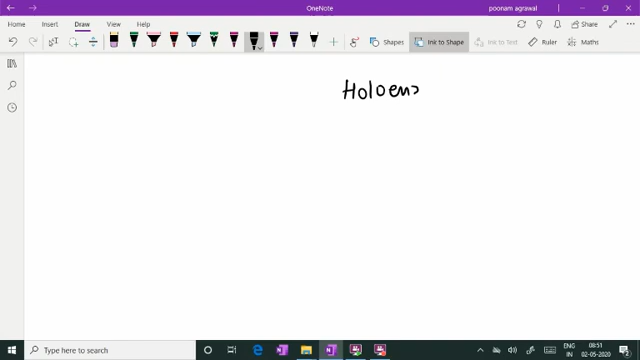 OneNote
poonam agrawal
Home Insert Draw View Help Share
Shapes Ink to Shape Ink to Text Ruler Maths
Type here to search
ENG
IN
08:51
02-05-2020